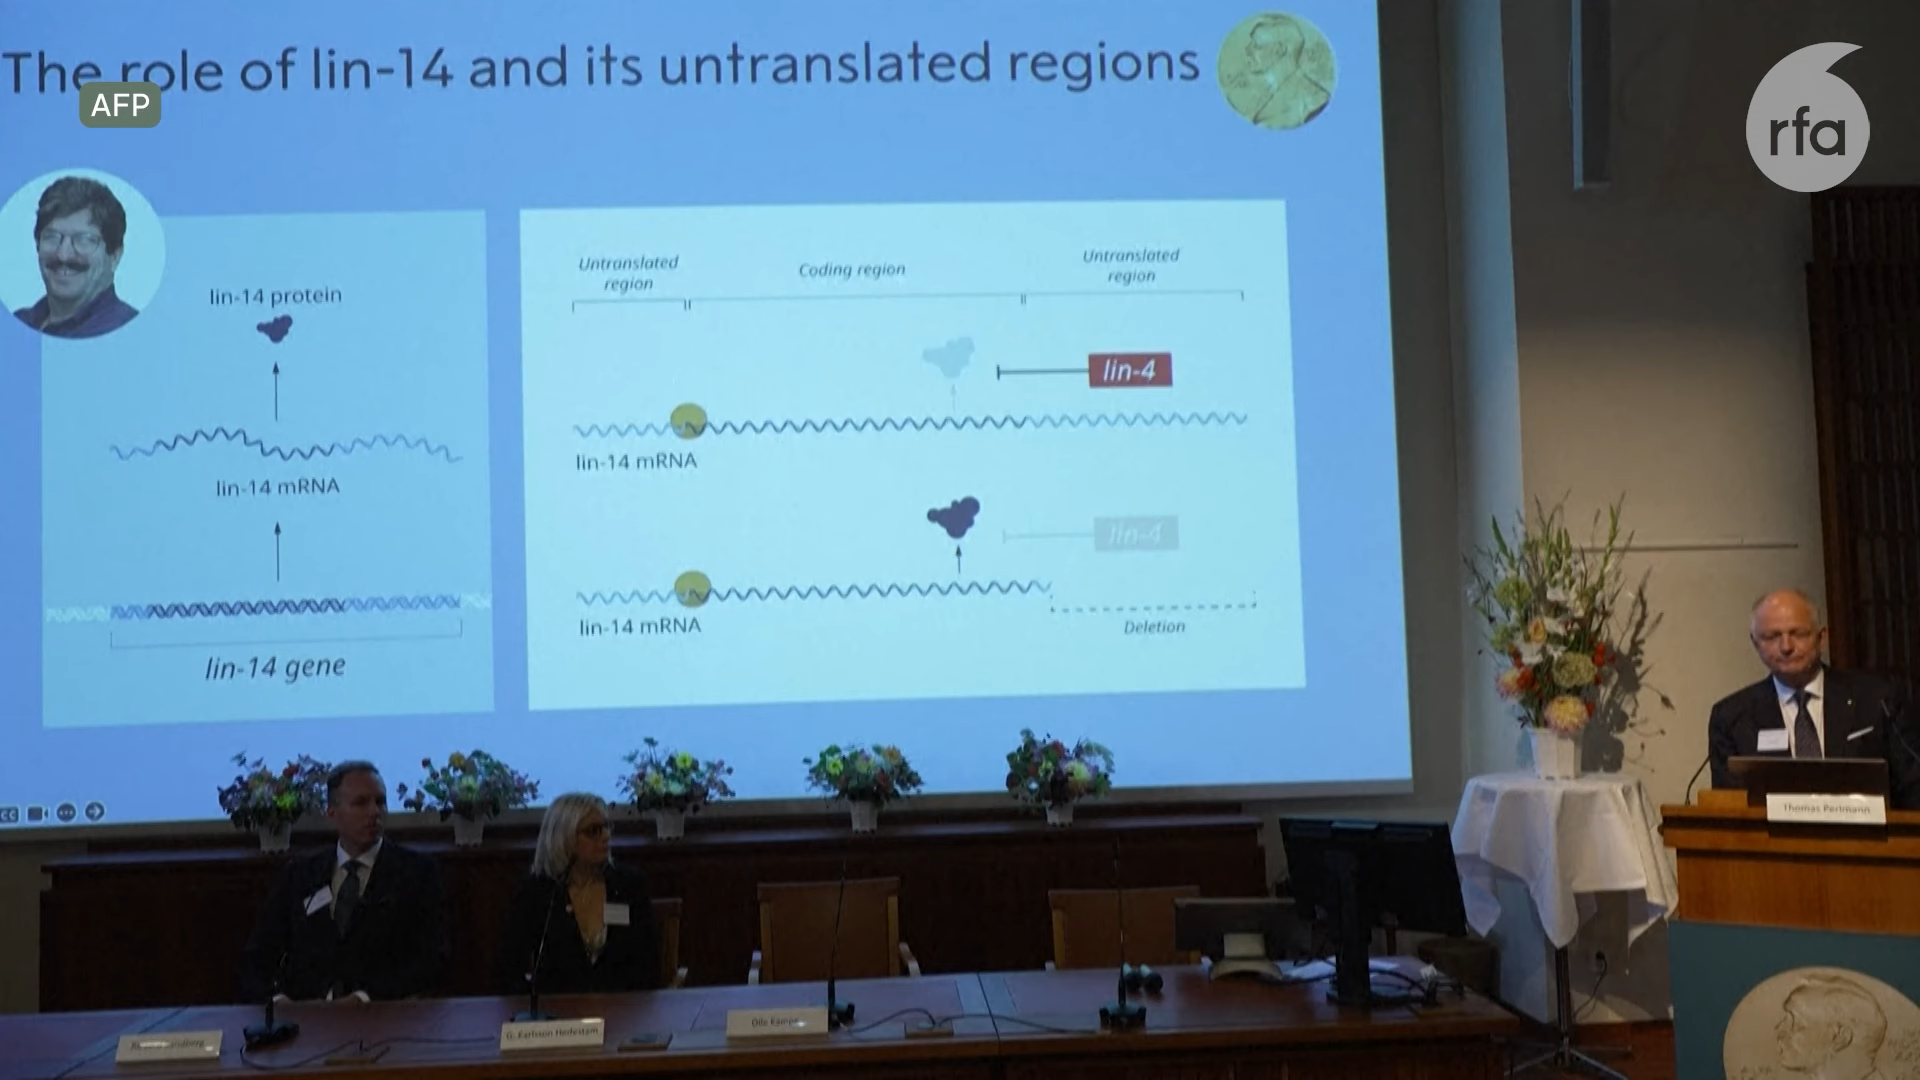 The role of lin-14 and its untranslated regions
AFP
rfa
lin-14 protein
lin-14 mRNA
lin-14 gene
Untranslated
region
Coding region
Untranslated
region
lin-4
lin-14 mRNA
lin-4
lin-14 mRNA
Deletion
CC
Thomas Perlmann
G. Karlsson Hedestam
Olle Kämpe